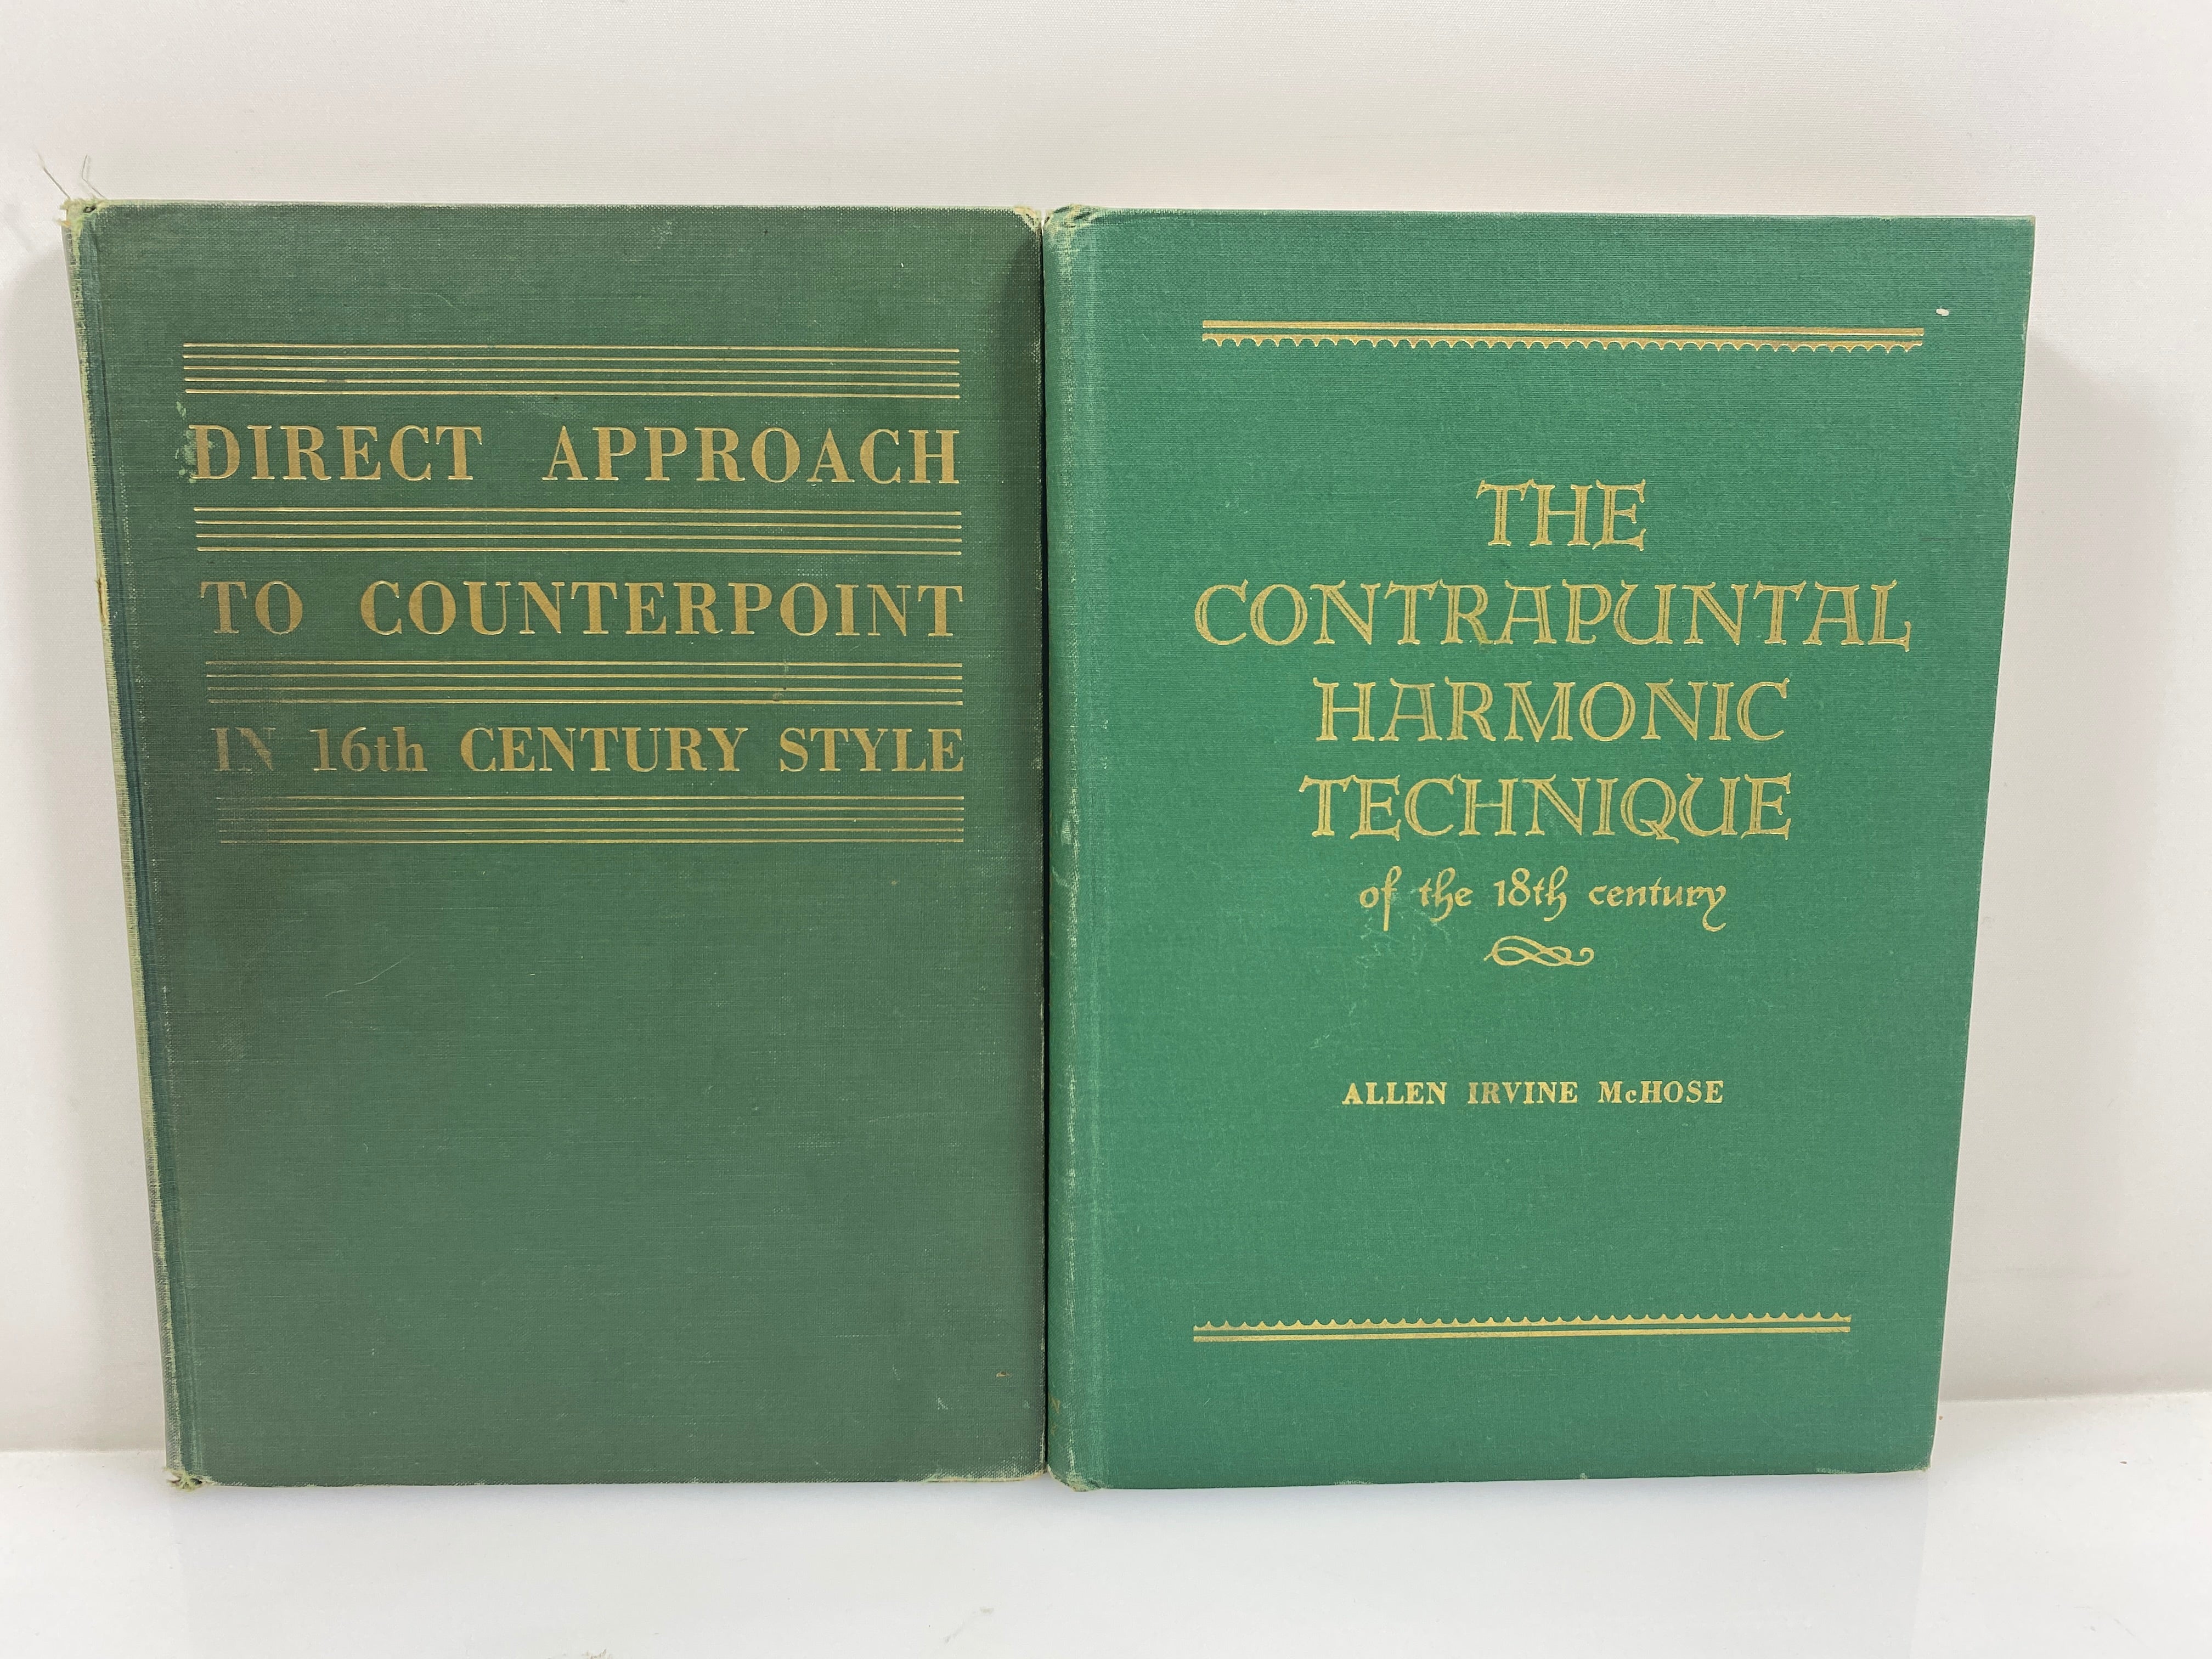 DIRECT APPROACH
TO COUNTERPOINT
IN 16th CENTURY STYLE
THE
CONTRAPUNTAL
HARMONIC
TECHNIQUE
of the 18th century
ALLEN IRVINE McHOSE